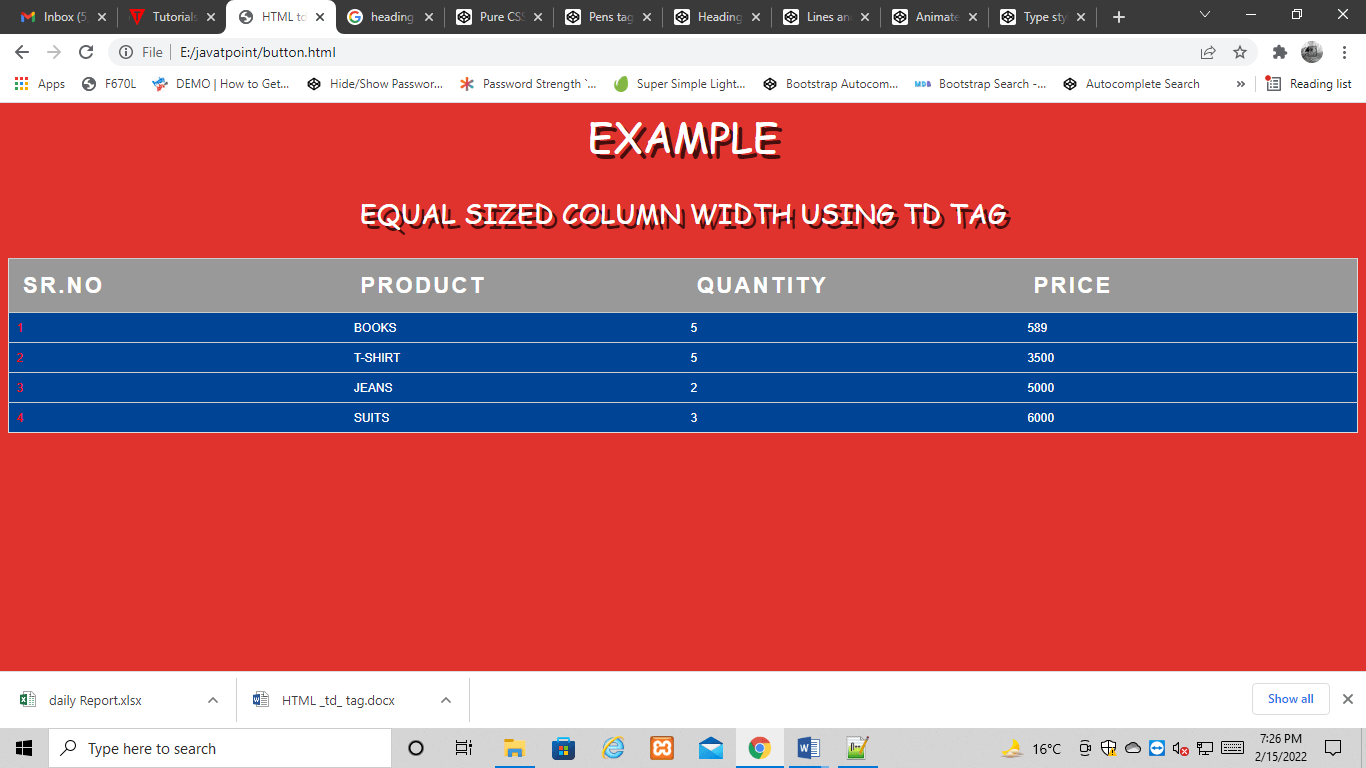 Inbox (5,
Tutorials
HTML to
heading
Pure CSS
Pens tag
Heading
Lines an
Animate
Type sty
File
E:/javatpoint/button.html
Apps
F670L
DEMO | How to Get...
Hide/Show Passwor...
Password Strength `...
Super Simple Light...
Bootstrap Autocom...
MDB
Bootstrap Search -...
Autocomplete Search
»
Reading list
EXAMPLE
EQUAL SIZED COLUMN WIDTH USING TD TAG
SR.NO PRODUCT QUANTITY PRICE
1 BOOKS 5 589
2 T-SHIRT 5 3500
3 JEANS 2 5000
4 SUITS 3 6000
daily Report.xlsx
HTML _td_ tag.docx
Show all
Type here to search
16°C
7:26 PM
2/15/2022